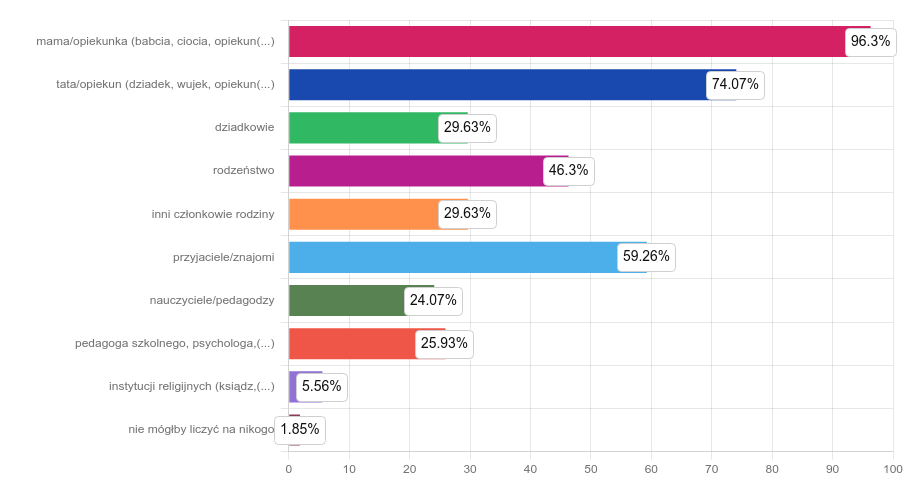 mama/opiekunka (babcia, ciocia, opiekun(...) 96.3%
tata/opiekun (dziadek, wujek, opiekun(...) 74.07%
dziadkowie 29.63%
rodzeństwo 46.3%
inni członkowie rodziny 29.63%
przyjaciele/znajomi 59.26%
nauczyciele/pedagodzy 24.07%
pedagoga szkolnego, psychologa,(...) 25.93%
instytucji religijnych (ksiądz,(...) 5.56%
nie mógłby liczyć na nikogo 1.85%
0 10 20 30 40 50 60 70 80 90 100